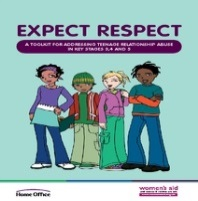 EXPECT RESPECT
A TOOLKIT FOR ADDRESSING TEENAGE RELATIONSHIP ABUSE
IN KEY STAGES 3,4 AND 5
Home Office
women's aid